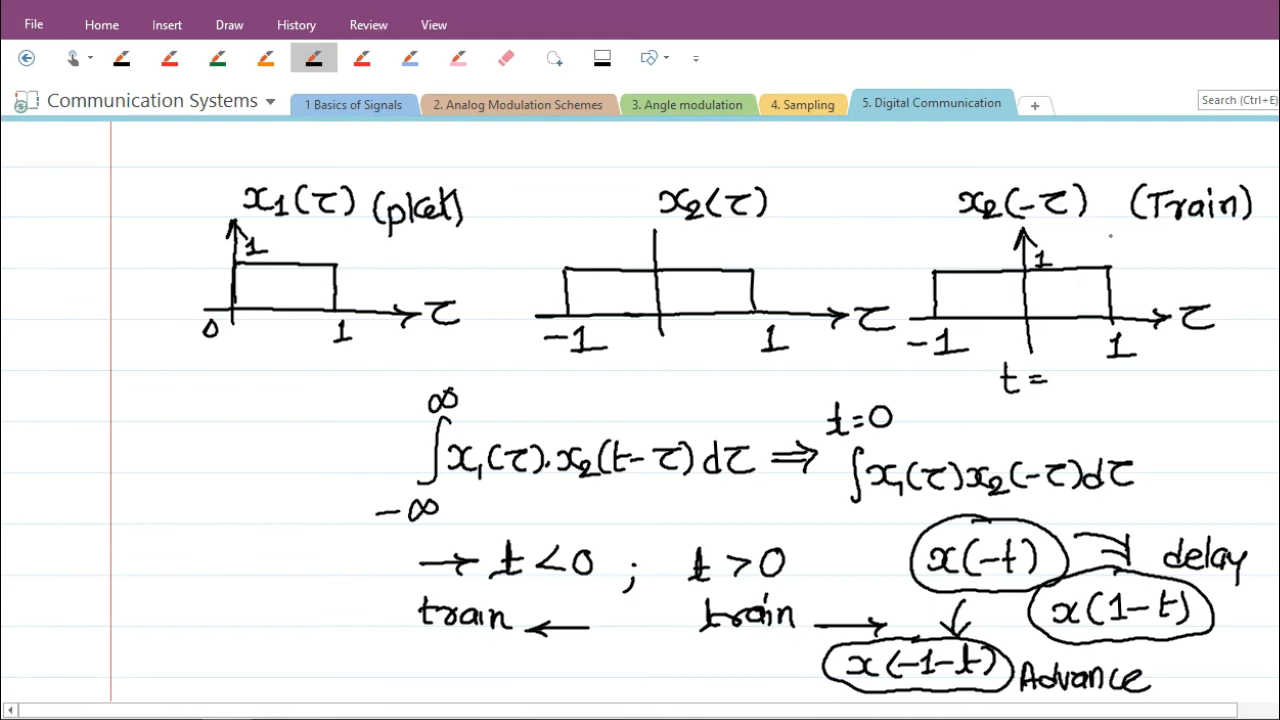 File Home Insert Draw History Review View
Communication Systems 1 Basics of Signals 2. Analog Modulation Schemes 3. Angle modulation 4. Sampling 5. Digital Communication + Search (Ctrl+E)
x₁(τ) (pket) x₂(τ) x₂(-τ) (Train)
1 1
τ τ τ
0 1 -1 1 -1 1
t =
∞ t=0
∫x₁(τ).x₂(t-τ)dτ ⇒ ∫x₁(τ)x₂(-τ)dτ
-∞
→ t<0 ; t>0 x(-t) delay
train ← train → x(1-t)
x(-1-t) Advance